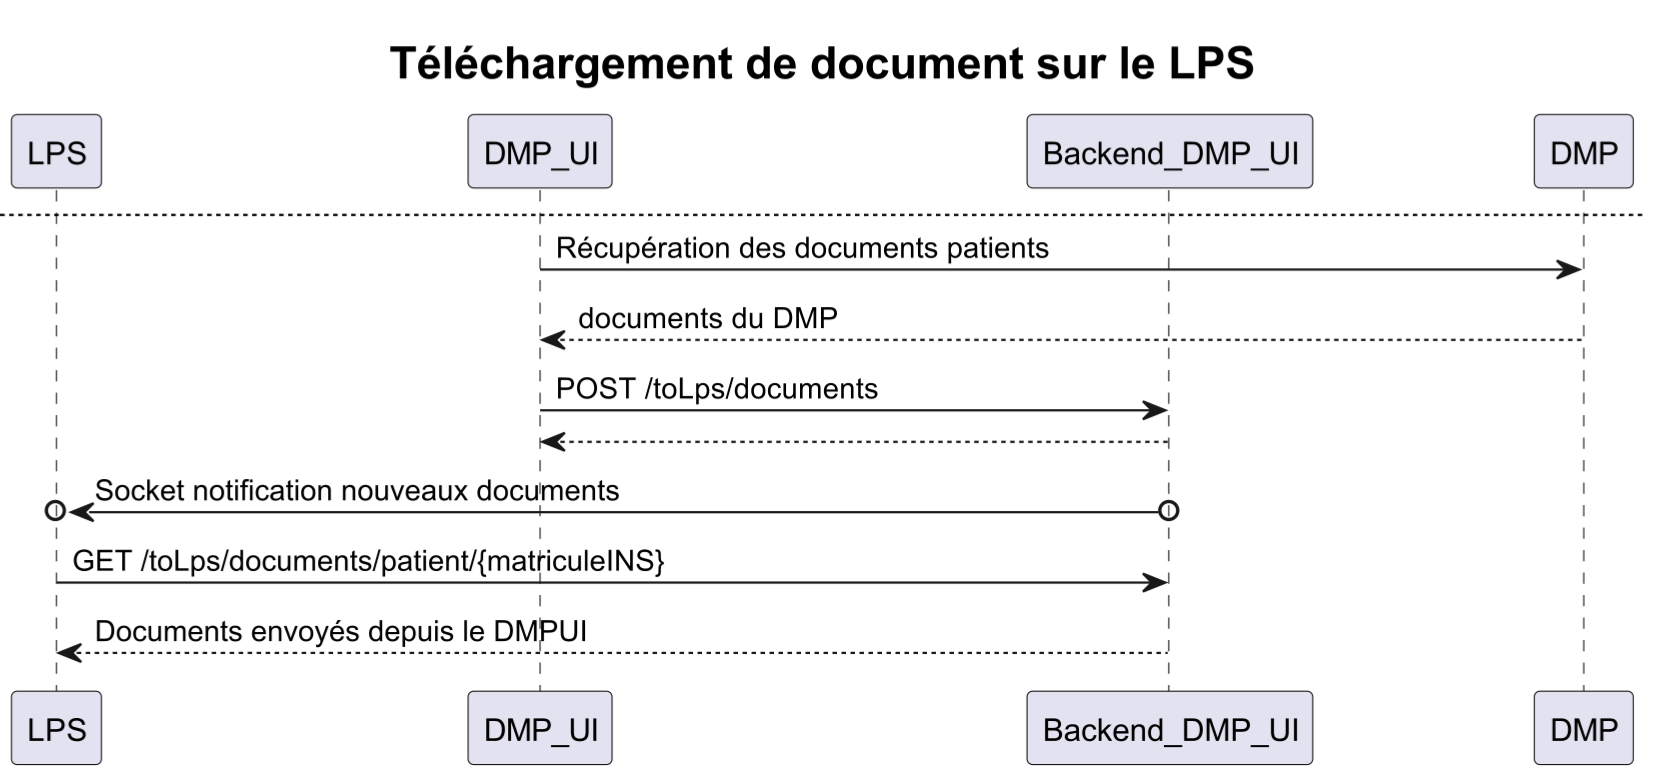 Téléchargement de document sur le LPS
LPS
DMP_UI
Backend_DMP_UI
DMP
Récupération des documents patients
documents du DMP
POST /toLps/documents
Socket notification nouveaux documents
GET /toLps/documents/patient/{matriculeINS}
Documents envoyés depuis le DMPUI
LPS
DMP_UI
Backend_DMP_UI
DMP